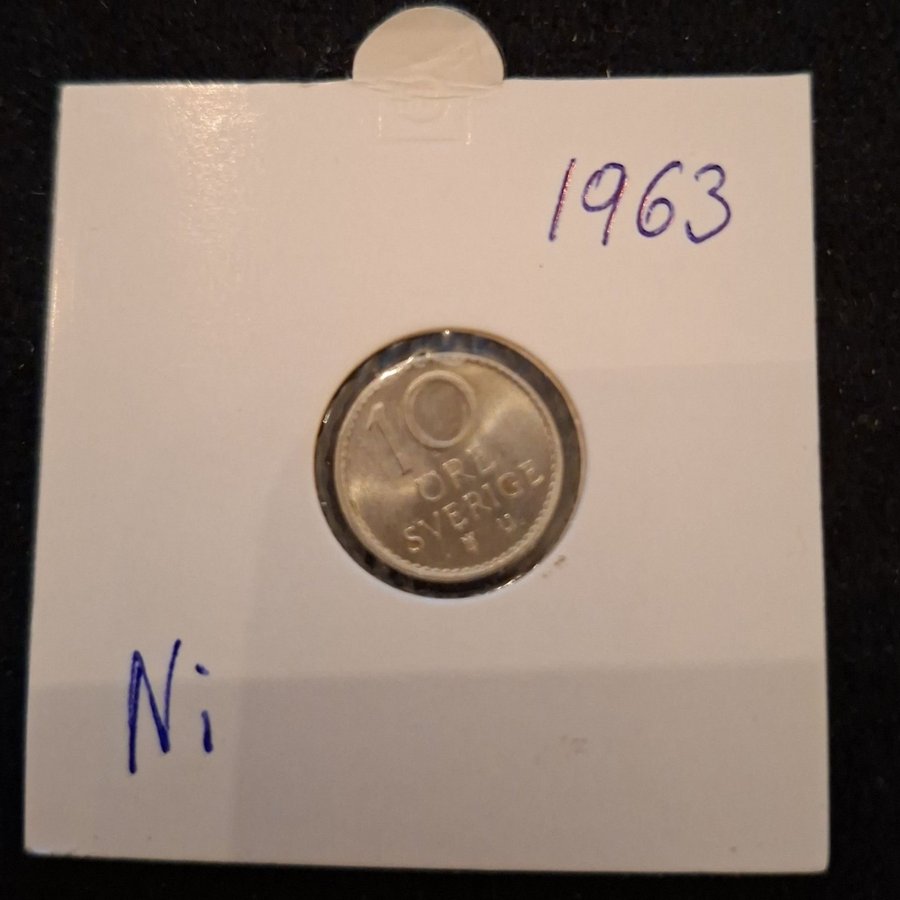 1963
10
ÖRE
SVERIGE
U
Ni